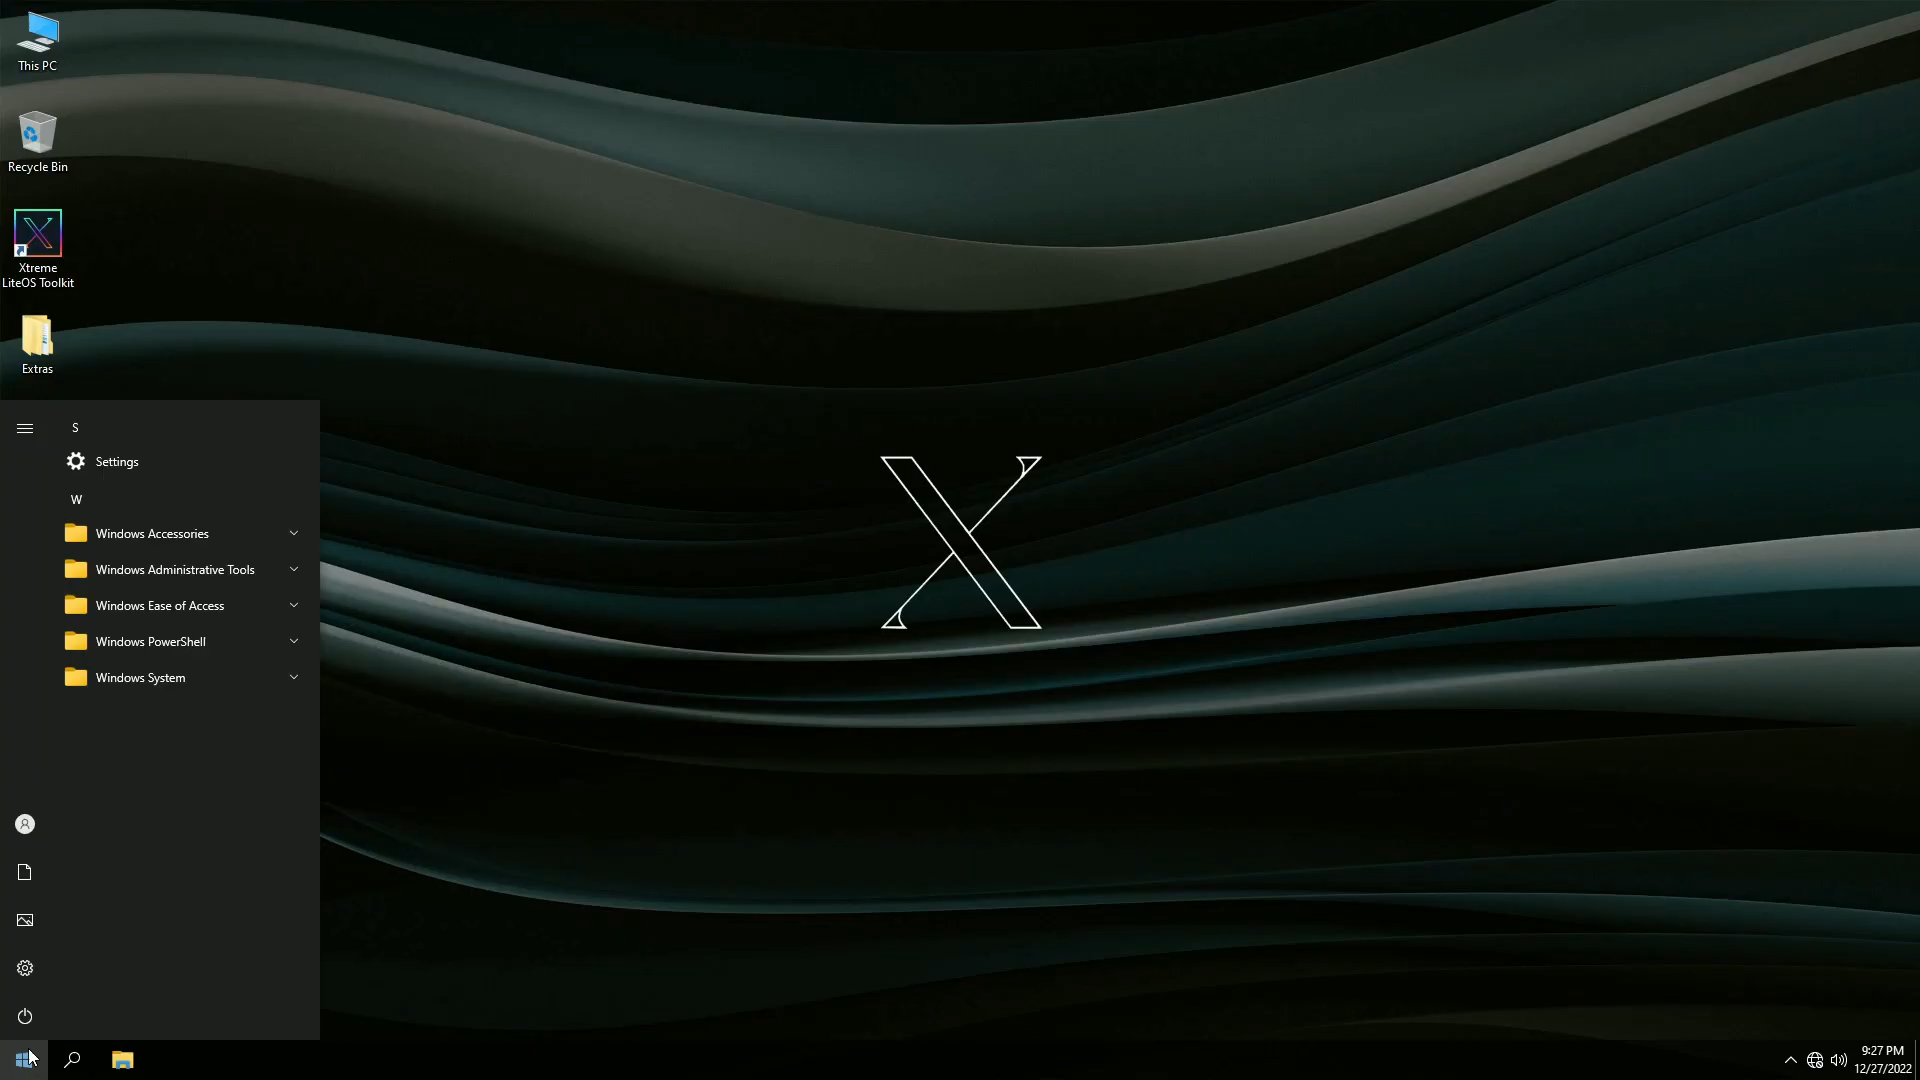 This PC
Recycle Bin
Xtreme
LiteOS Toolkit
Extras
S
Settings
W
Windows Accessories
Windows Administrative Tools
Windows Ease of Access
Windows PowerShell
Windows System
X
9:27 PM
12/27/2022